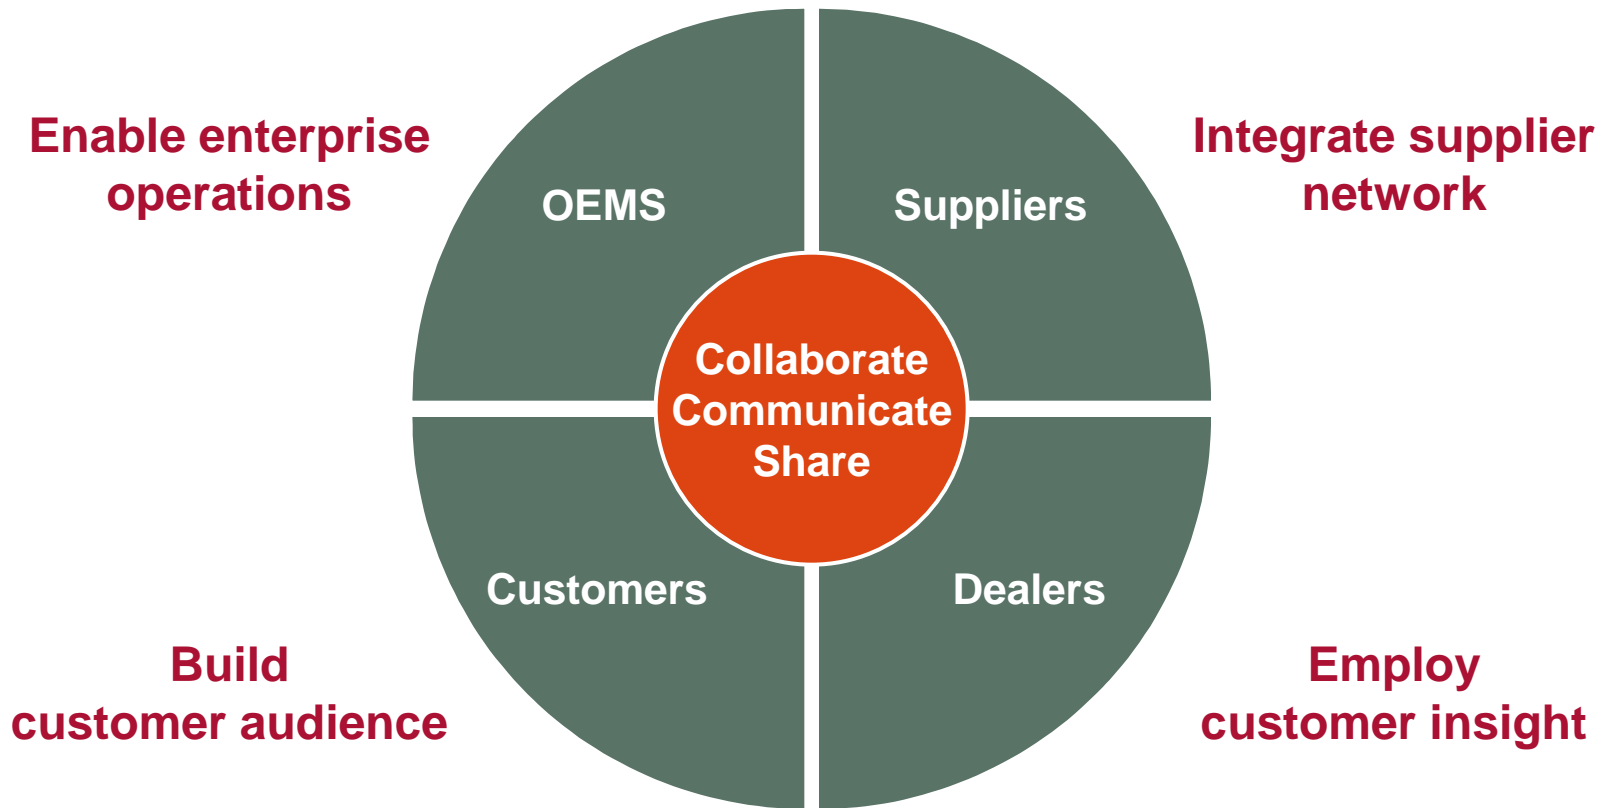 Enable enterprise
operations
OEMS
Suppliers
Integrate supplier
network
Collaborate
Communicate
Share
Customers
Dealers
Build
customer audience
Employ
customer insight